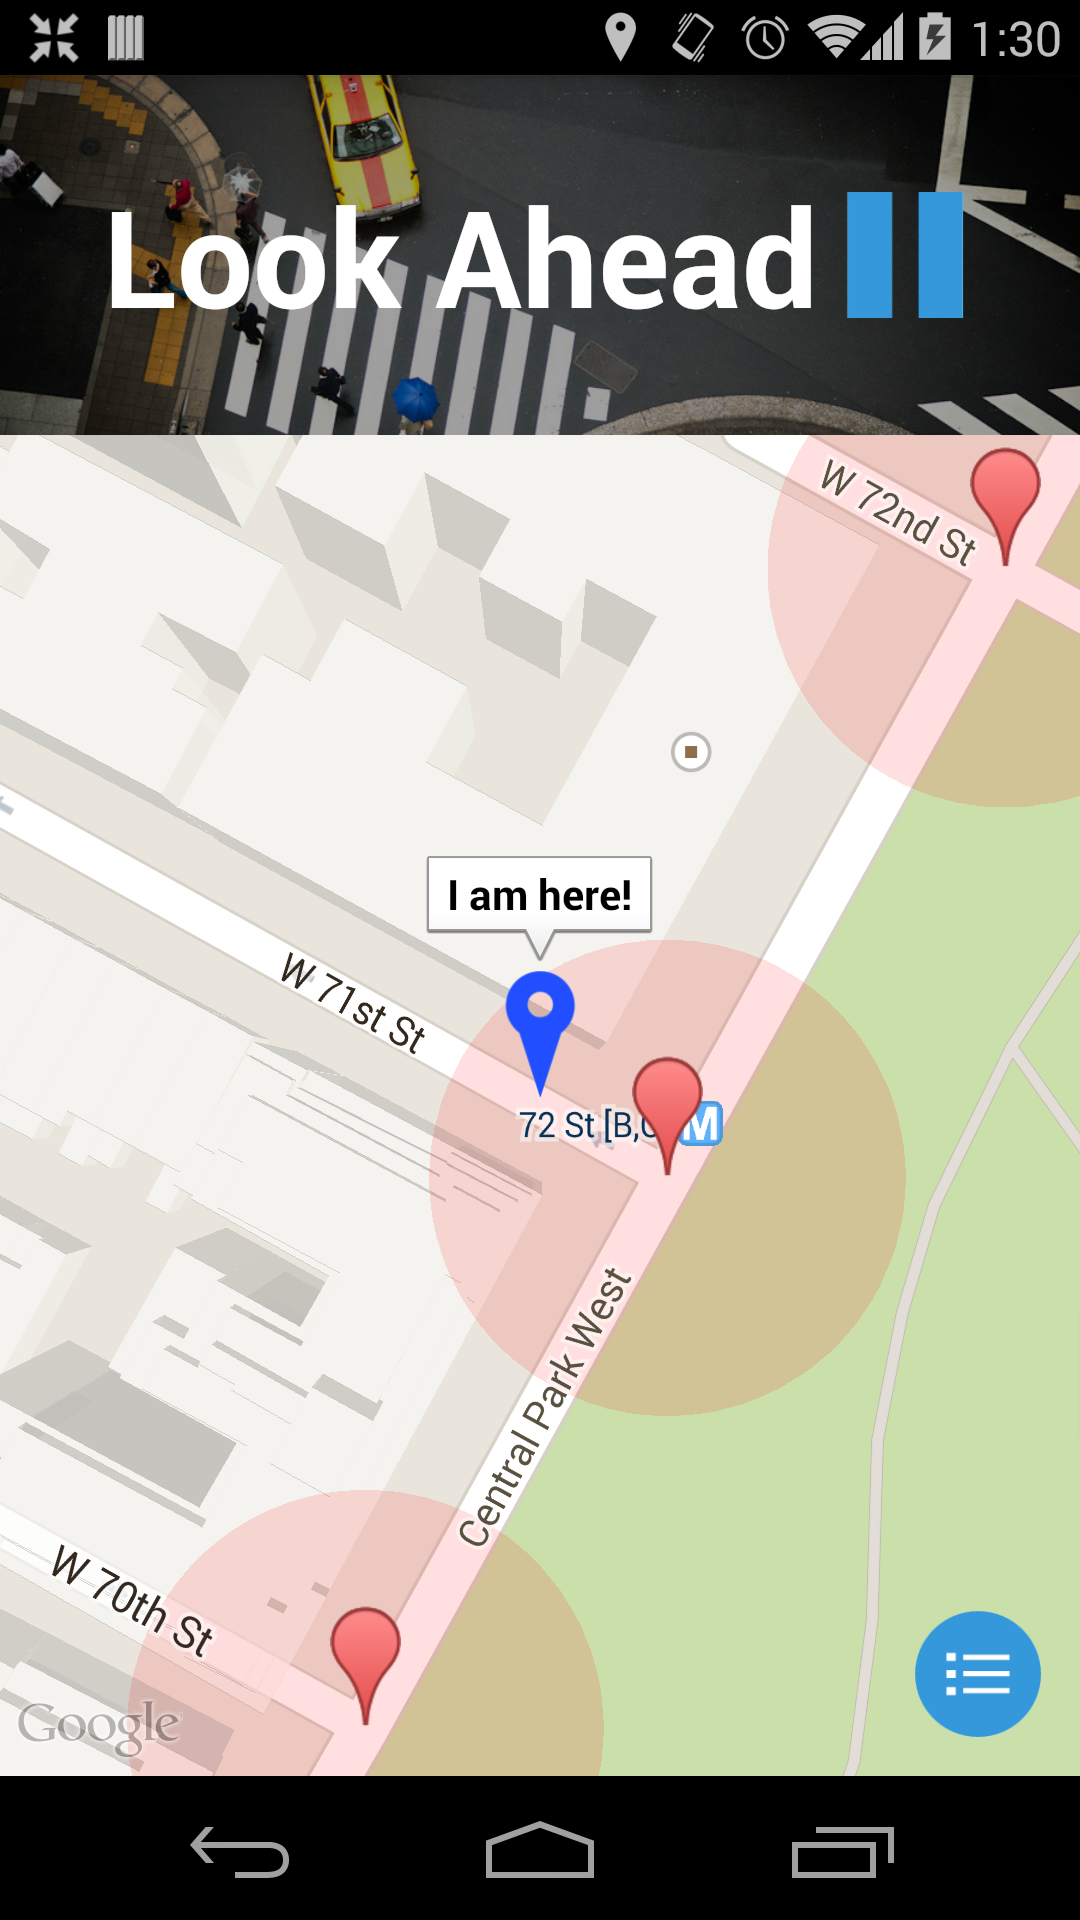 1:30
Look Ahead
W 72nd St
I am here!
W 71st St
72 St [B,C
M
Central Park West
W 70th St
Google